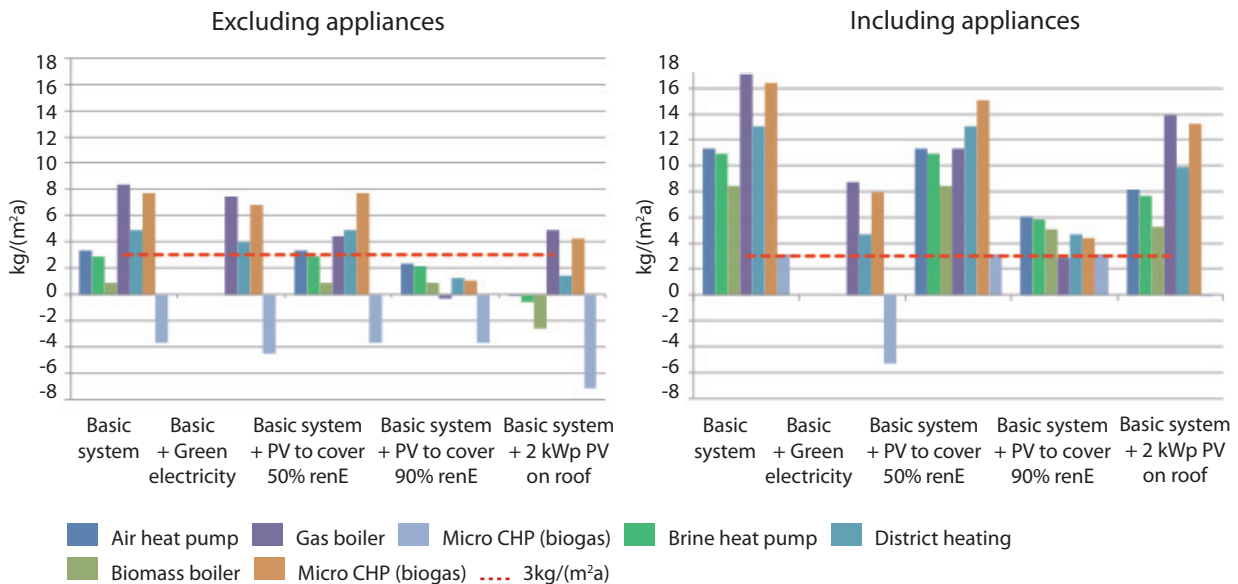 Excluding appliances
kg/(m²a)
18
16
14
12
10
8
6
4
2
0
-2
-4
-6
-8
Basic
system
Basic
+ Green
electricity
Basic system
+ PV to cover
50% renE
Basic system
+ PV to cover
90% renE
Basic system
+ 2 kWp PV
on roof
Including appliances
kg/(m²a)
18
16
14
12
10
8
6
4
2
0
-2
-4
-6
-8
Basic
system
Basic
+ Green
electricity
Basic system
+ PV to cover
50% renE
Basic system
+ PV to cover
90% renE
Basic system
+ 2 kWp PV
on roof
Air heat pump Gas boiler Micro CHP (biogas) Brine heat pump District heating
Biomass boiler Micro CHP (biogas) 3kg/(m²a)